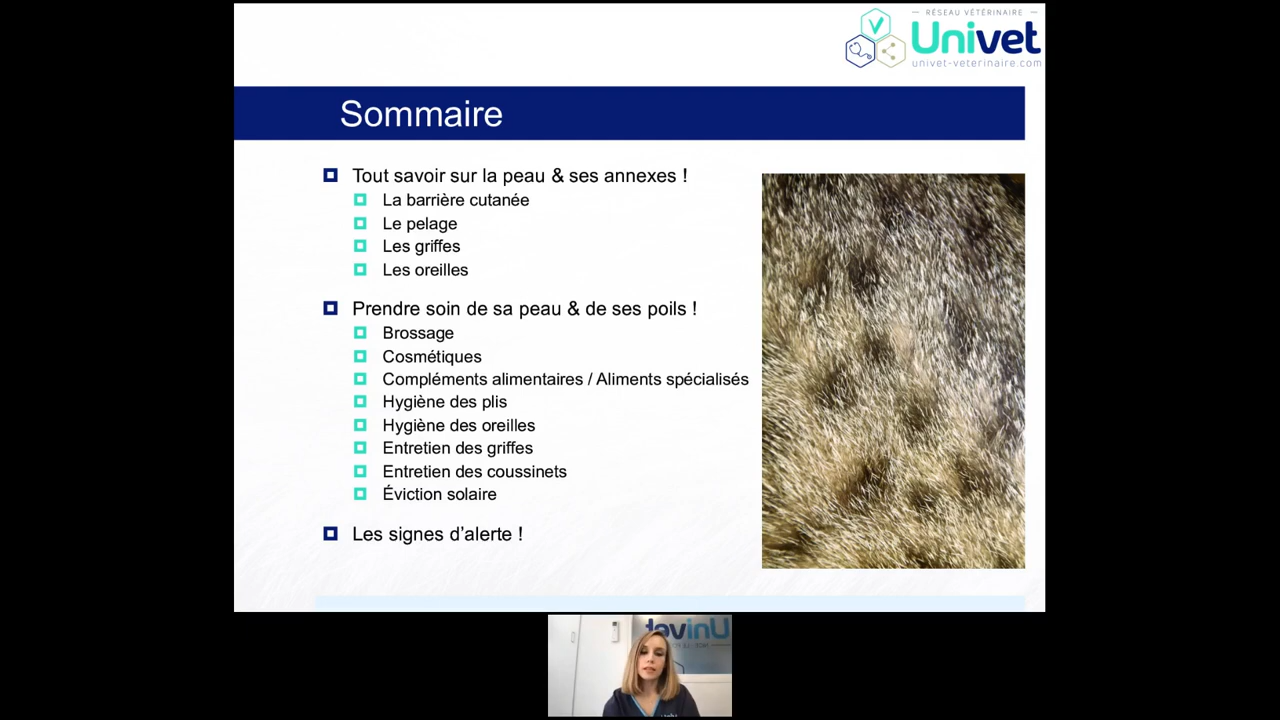 RÉSEAU VÉTÉRINAIRE
Univet
univet-veterinaire.com
Sommaire
Tout savoir sur la peau & ses annexes !
La barrière cutanée
Le pelage
Les griffes
Les oreilles
Prendre soin de sa peau & de ses poils !
Brossage
Cosmétiques
Compléments alimentaires / Aliments spécialisés
Hygiène des plis
Hygiène des oreilles
Entretien des griffes
Entretien des coussinets
Éviction solaire
Les signes d’alerte !
Univet